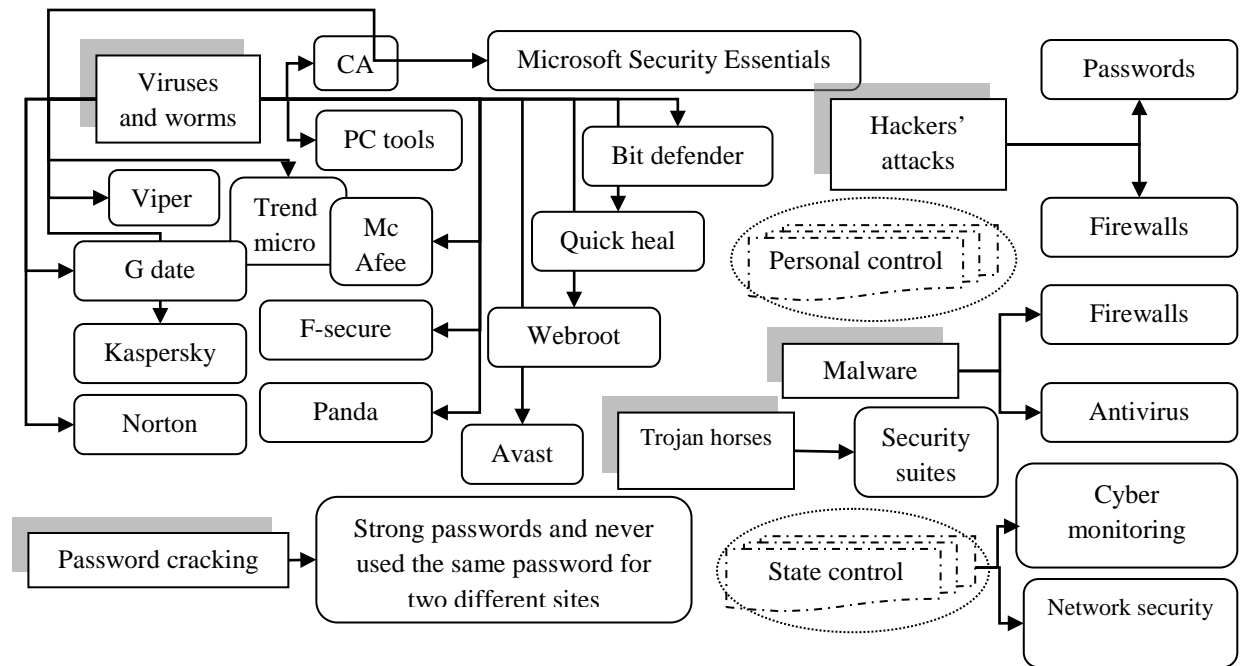 CA
Microsoft Security Essentials
Viruses
and worms
PC tools
Bit defender
Viper
Trend
micro
Mc
Afee
Quick heal
G date
F-secure
Webroot
Kaspersky
Panda
Norton
Avast
Passwords
Hackers’
attacks
Firewalls
Personal control
Firewalls
Malware
Antivirus
Trojan horses
Security
suites
Cyber
monitoring
State control
Network security
Password cracking
Strong passwords and never
used the same password for
two different sites